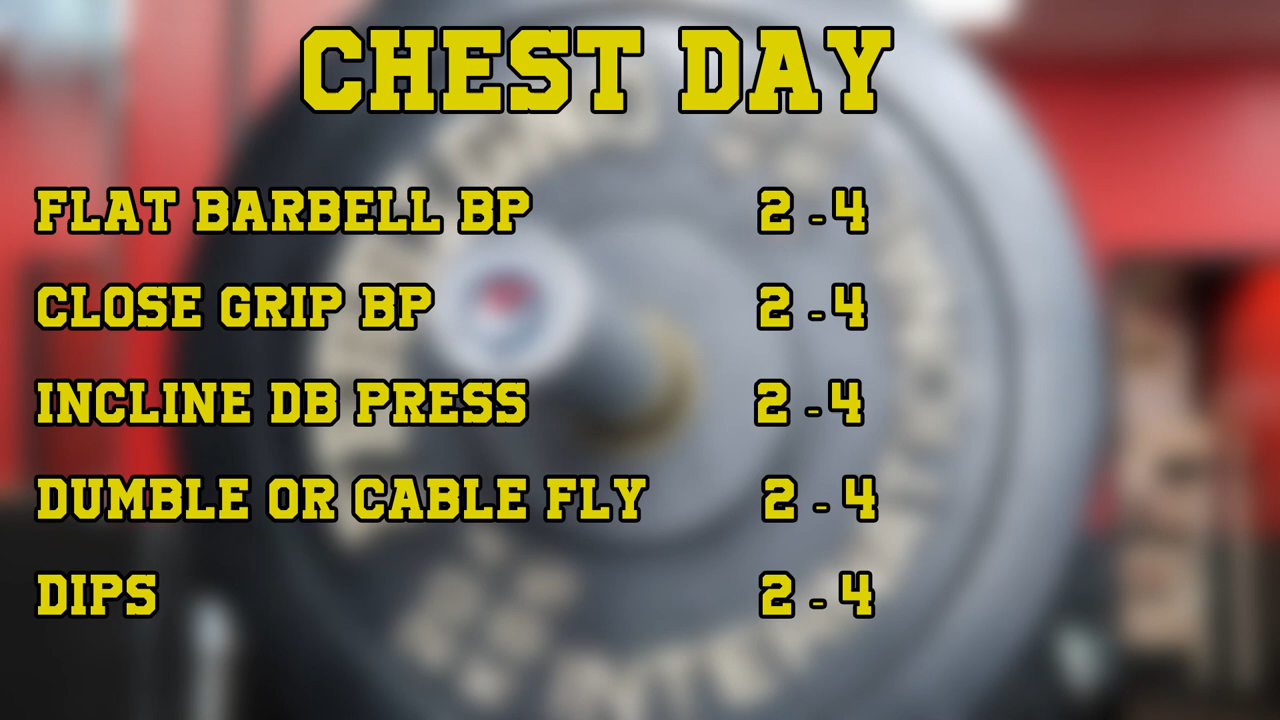 CHEST DAY
FLAT BARBELL BP 2 - 4
CLOSE GRIP BP 2 - 4
INCLINE DB PRESS 2 - 4
DUMBLE OR CABLE FLY 2 - 4
DIPS 2 - 4